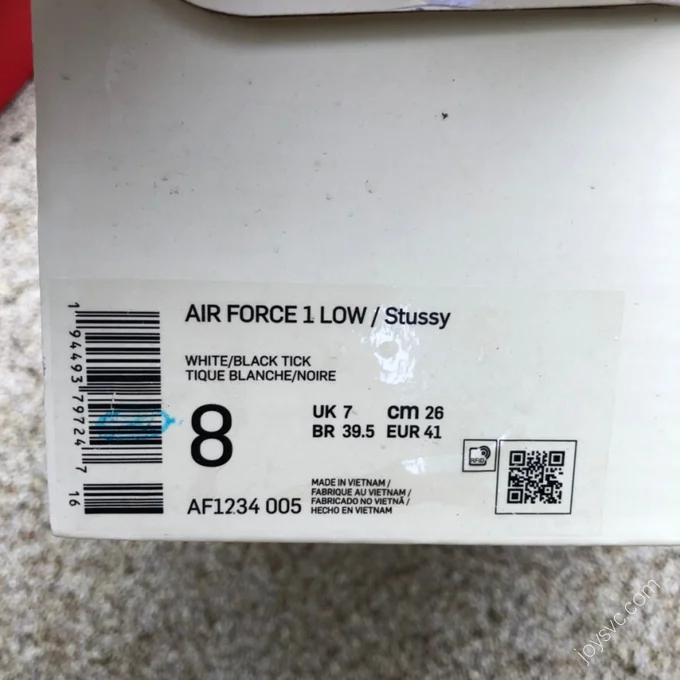 AIR FORCE 1 LOW / Stussy
WHITE/BLACK TICK
TIQUE BLANCHE/NOIRE
8
UK 7 cm 26
BR 39.5 EUR 41
AF1234 005
MADE IN VIETNAM /
FABRIQUE AU VIETNAM /
FABRICADO NO VIETNÃ /
HECHO EN VIETNAM
RFID
1 94493 79724 7
16
joysvc.com